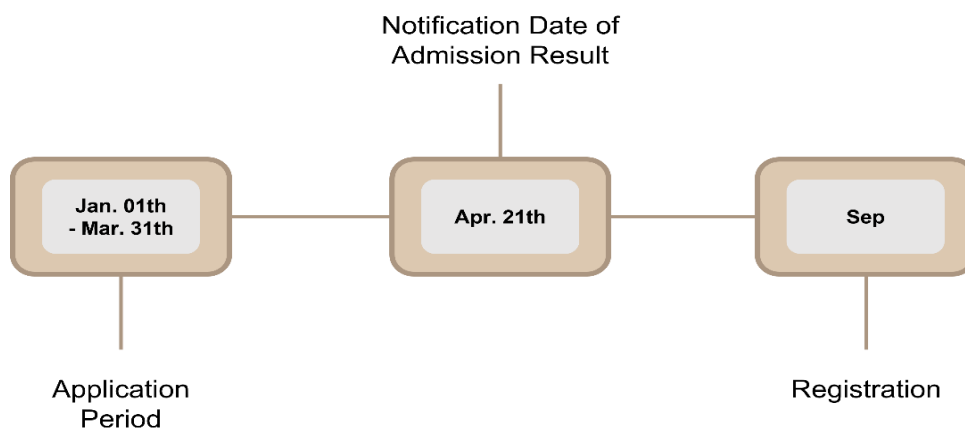 Notification Date of
Admission Result
Jan. 01th
- Mar. 31th
Apr. 21th
Sep
Application
Period
Registration